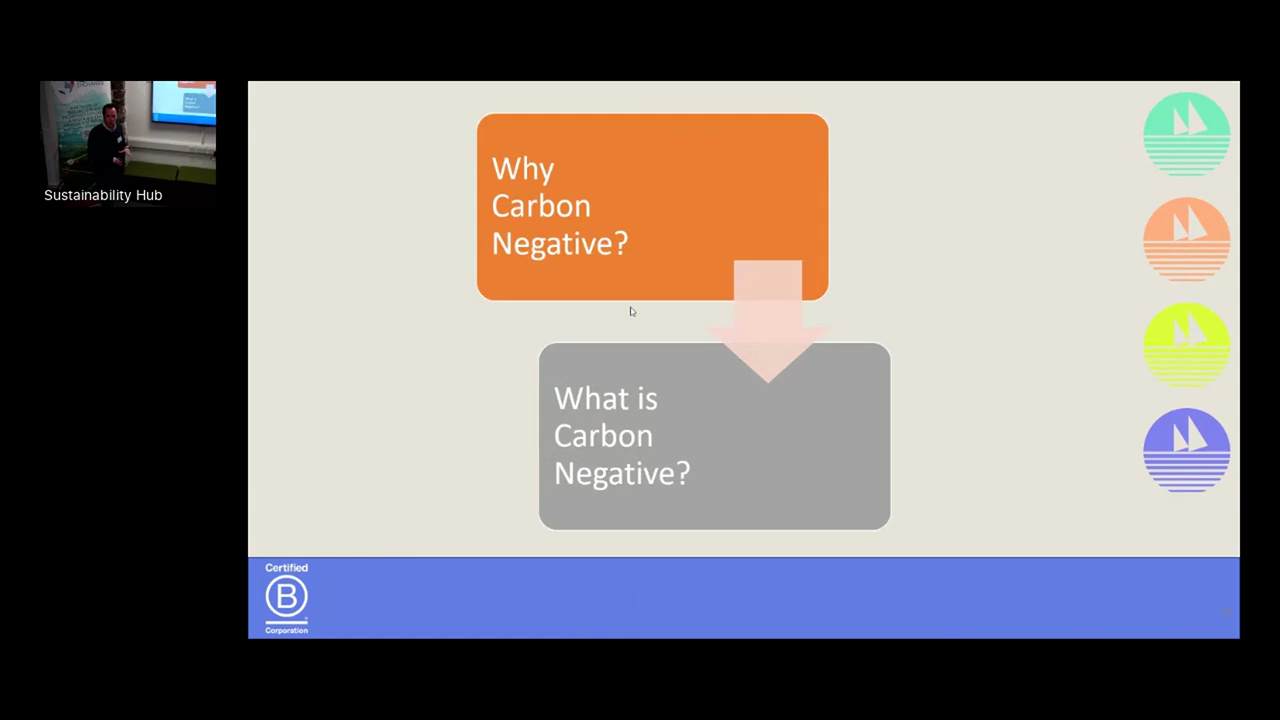 Sustainability Hub
Why
Carbon
Negative?
What is
Carbon
Negative?
Certified
B
Corporation